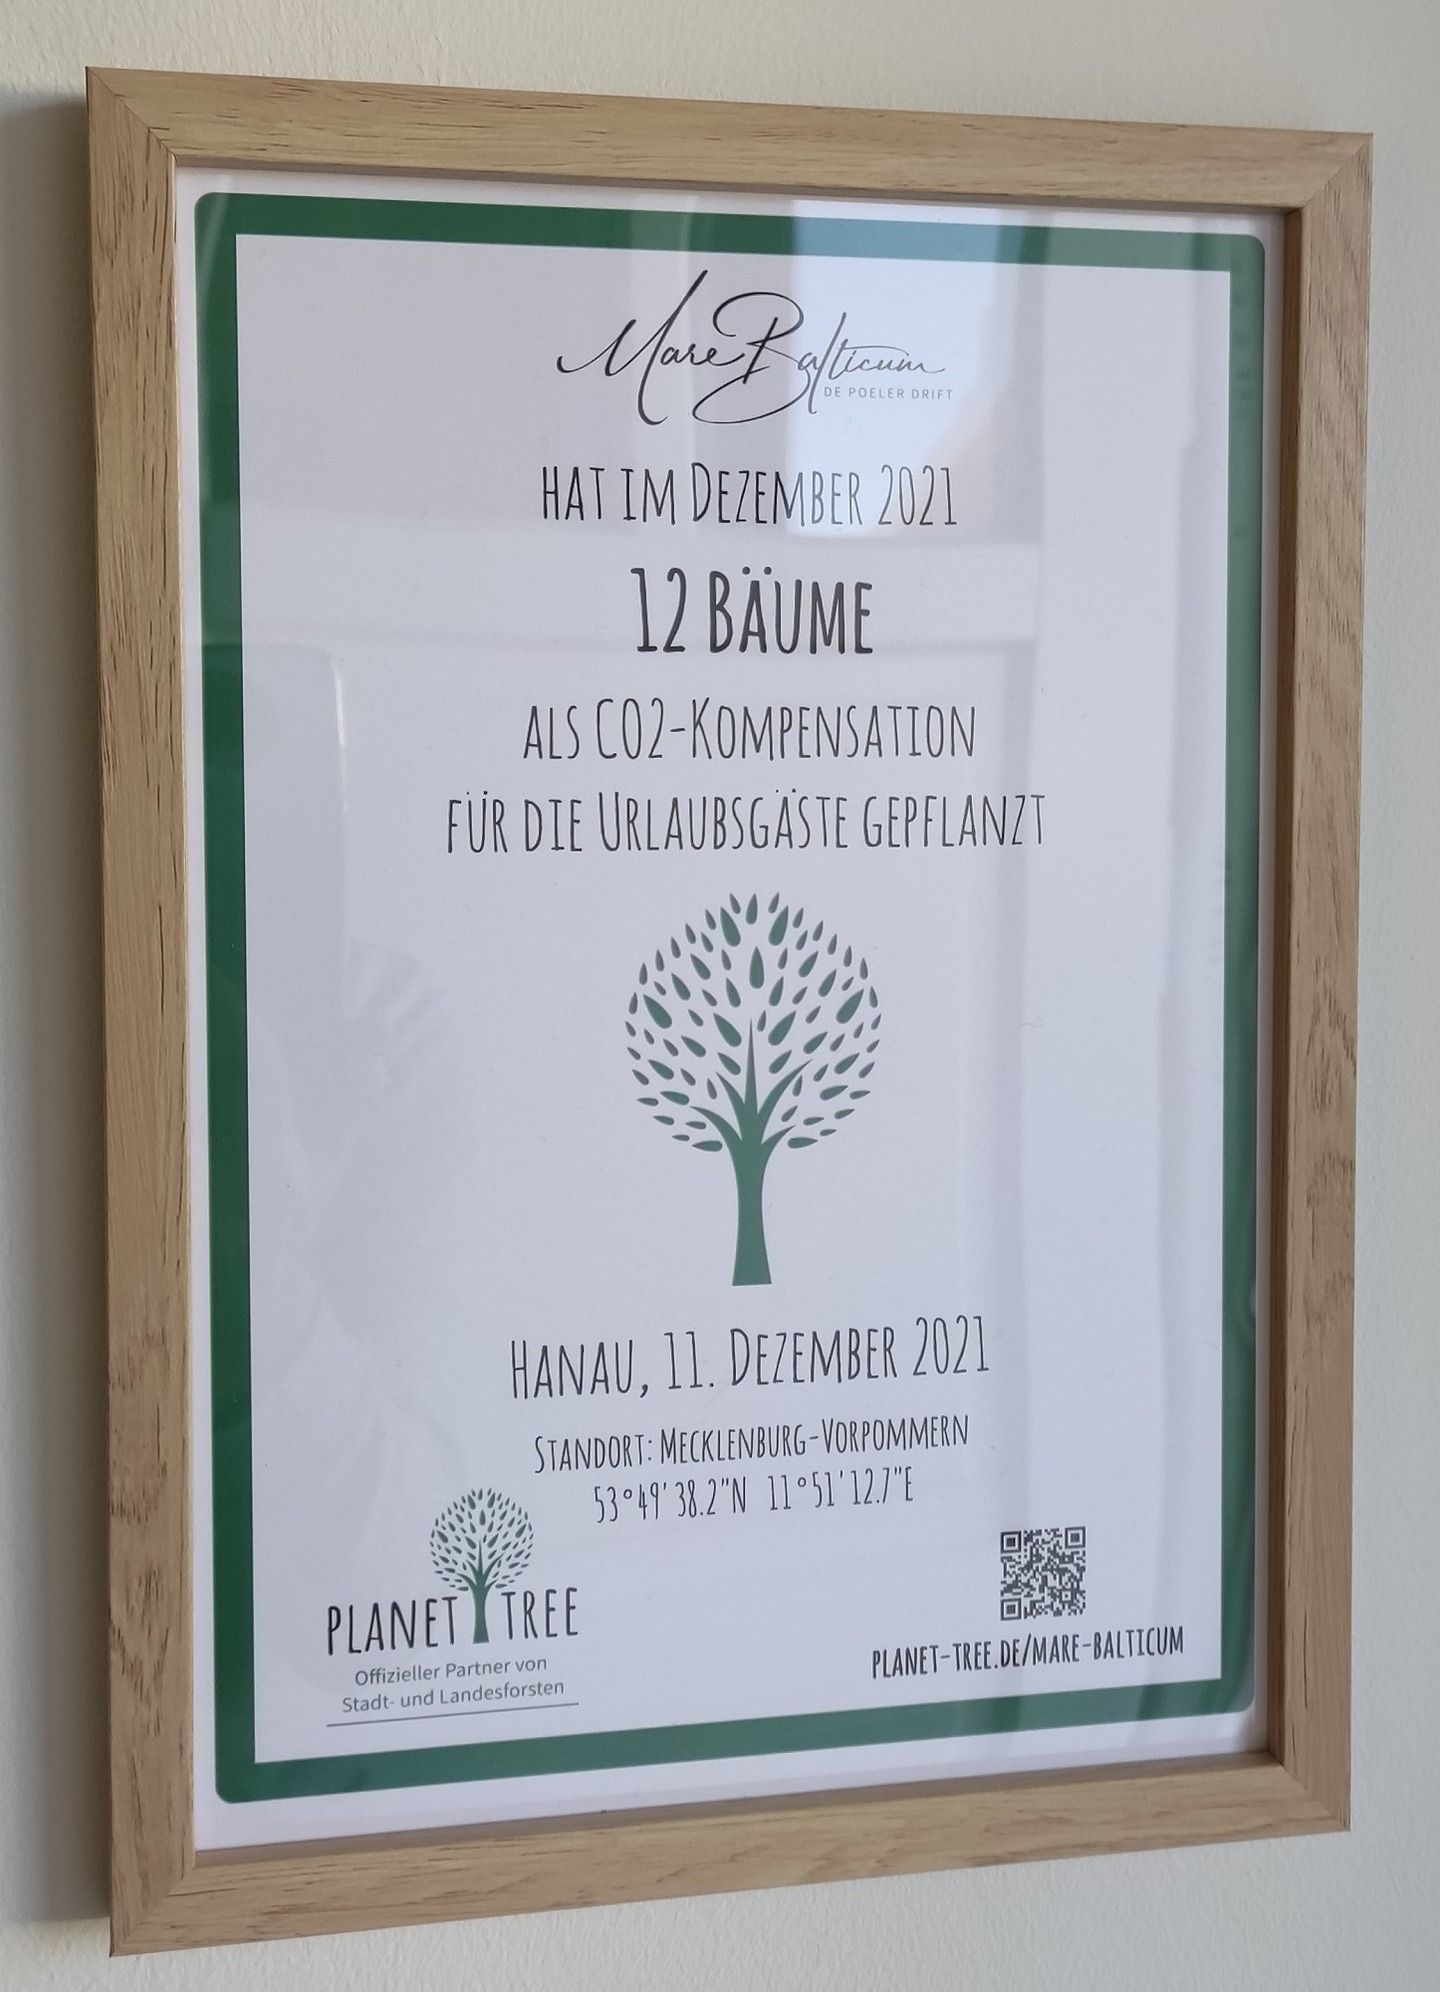 Mare Balticum
DE POELER DRIFT
HAT IM DEZEMBER 2021
12 BÄUME
ALS CO2-KOMPENSATION
FÜR DIE URLAUBSGÄSTE GEPFLANZT
HANAU, 11. DEZEMBER 2021
STANDORT: MECKLENBURG-VORPOMMERN
53°49'38.2"N 11°51'12.7"E
PLANET TREE
Offizieller Partner von
Stadt- und Landesforsten
PLANET-TREE.DE/MARE-BALTICUM